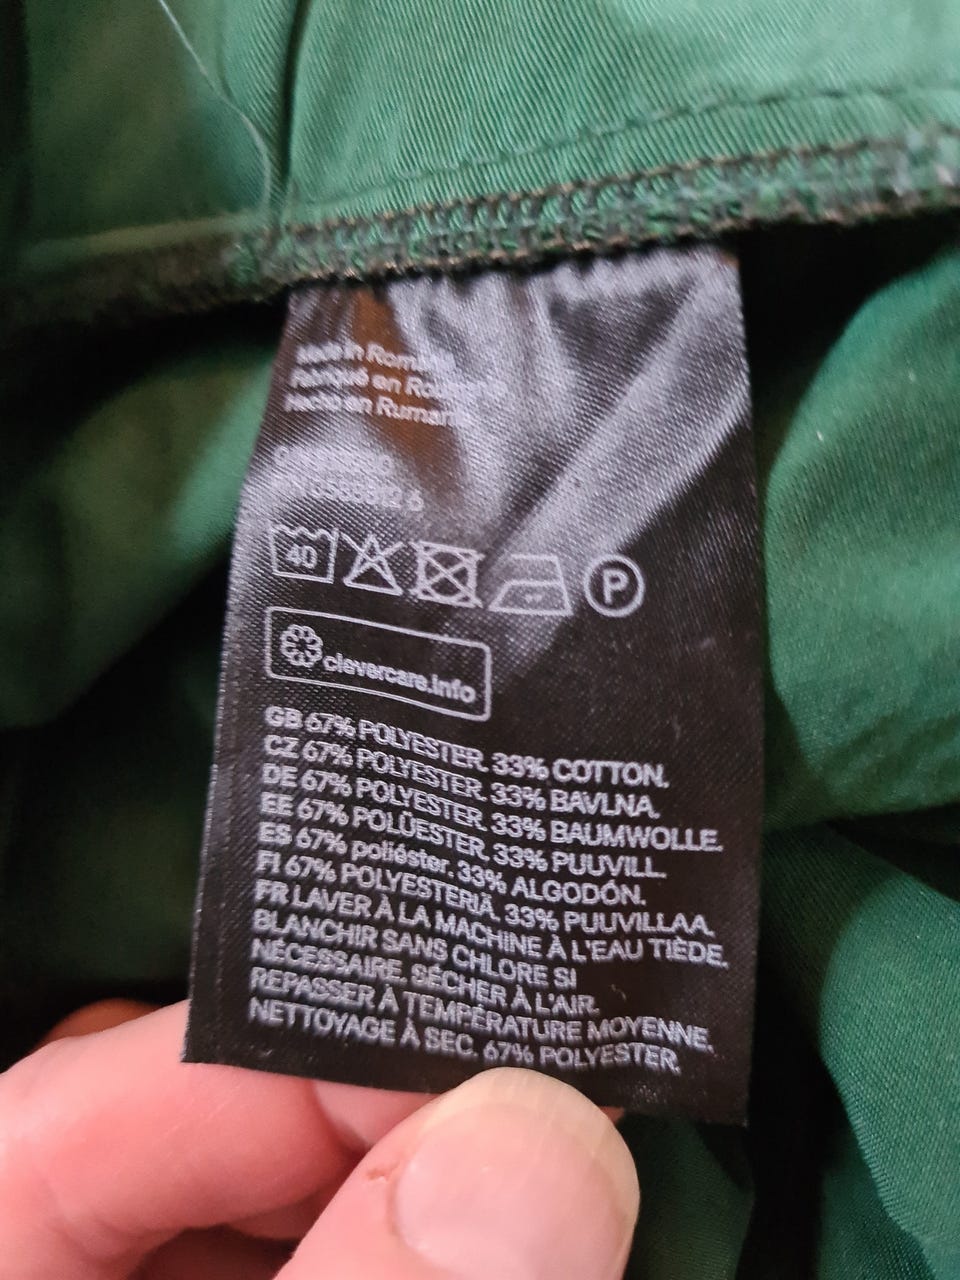 Made in Romania
Fabriqué en Roumanie
Hecho en Rumanía
40
P
clevercare.info
GB 67% POLYESTER. 33% COTTON.
CZ 67% POLYESTER. 33% BAVLNA.
DE 67% POLYESTER. 33% BAUMWOLLE.
EE 67% POLÜESTER. 33% PUUVILL.
ES 67% poliéster. 33% ALGODÓN.
FI 67% POLYESTERIÄ. 33% PUUVILLAA.
FR LAVER À LA MACHINE À L'EAU TIÈDE.
BLANCHIR SANS CHLORE SI
NÉCESSAIRE. SÉCHER À L'AIR.
REPASSER À TEMPÉRATURE MOYENNE.
NETTOYAGE À SEC. 67% POLYESTER.